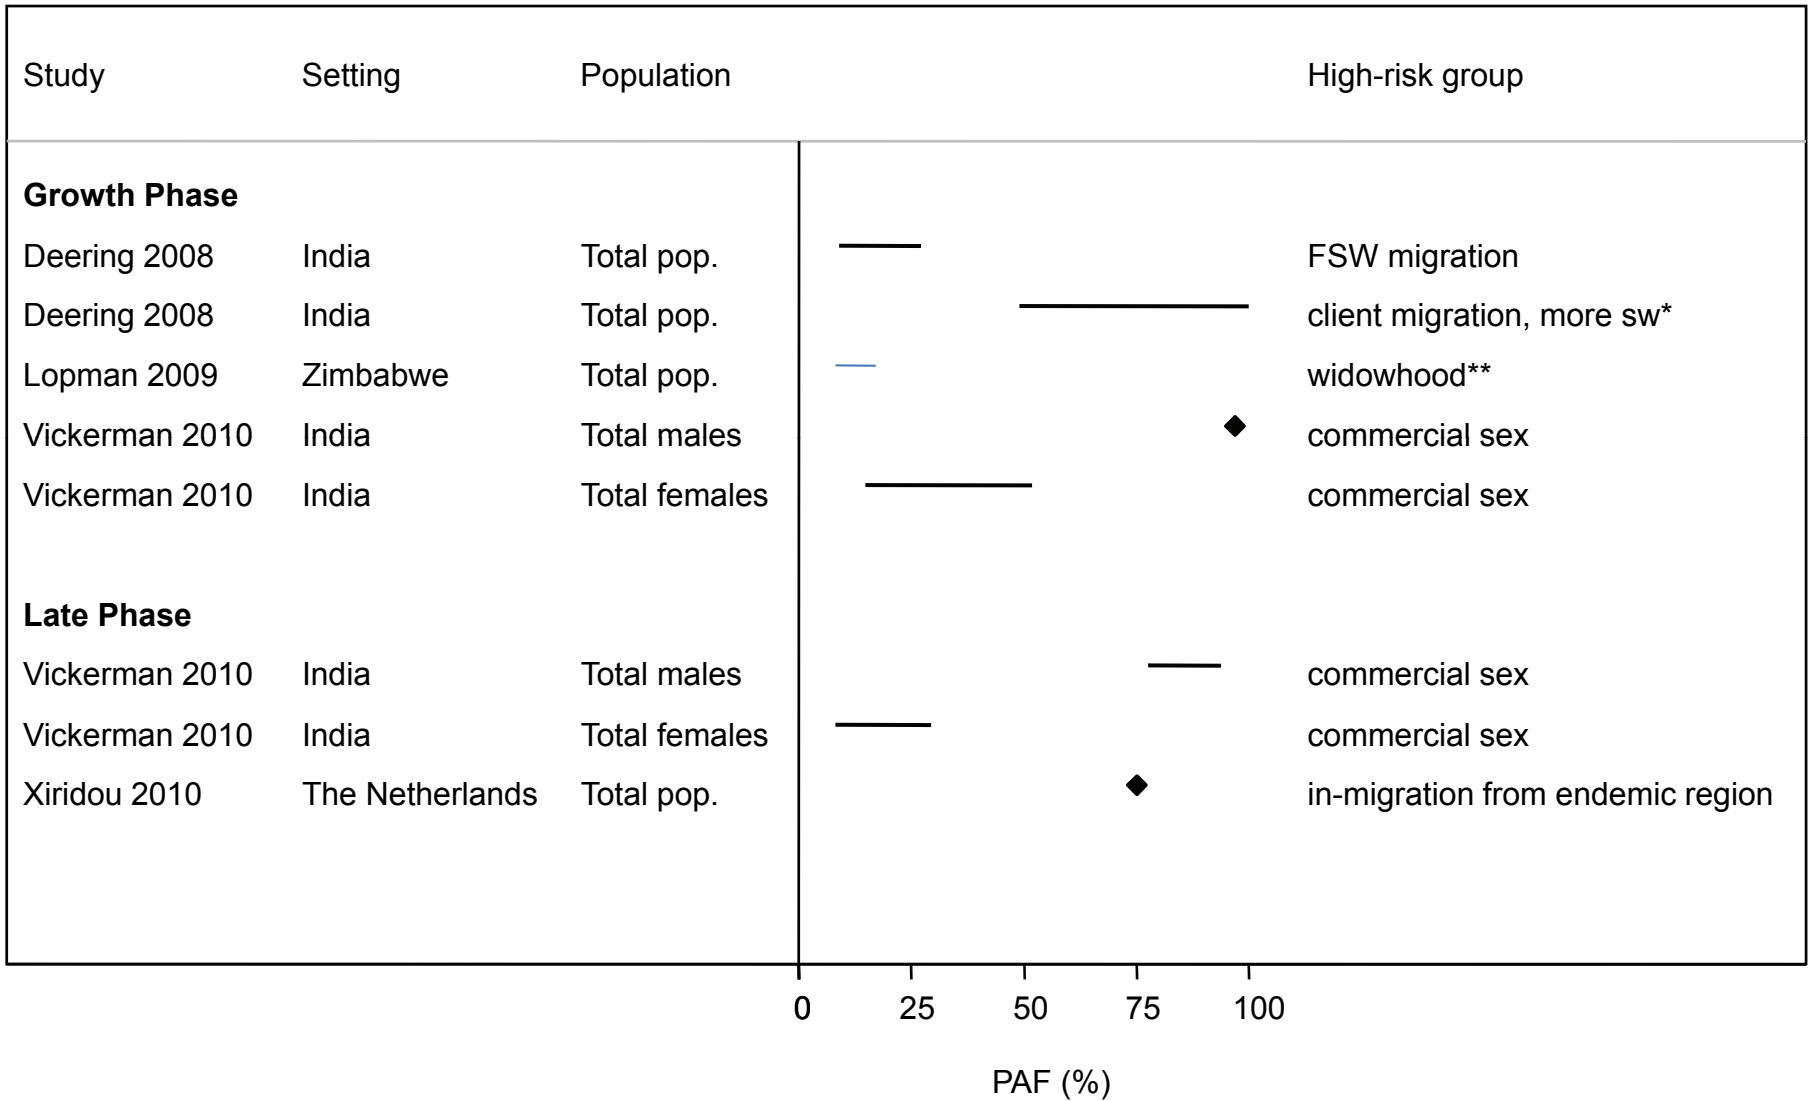 Study Setting Population High-risk group
Growth Phase
Deering 2008 India Total pop. FSW migration
Deering 2008 India Total pop. client migration, more sw*
Lopman 2009 Zimbabwe Total pop. widowhood**
Vickerman 2010 India Total males commercial sex
Vickerman 2010 India Total females commercial sex
Late Phase
Vickerman 2010 India Total males commercial sex
Vickerman 2010 India Total females commercial sex
Xiridou 2010 The Netherlands Total pop. in-migration from endemic region
0 25 50 75 100
PAF (%)